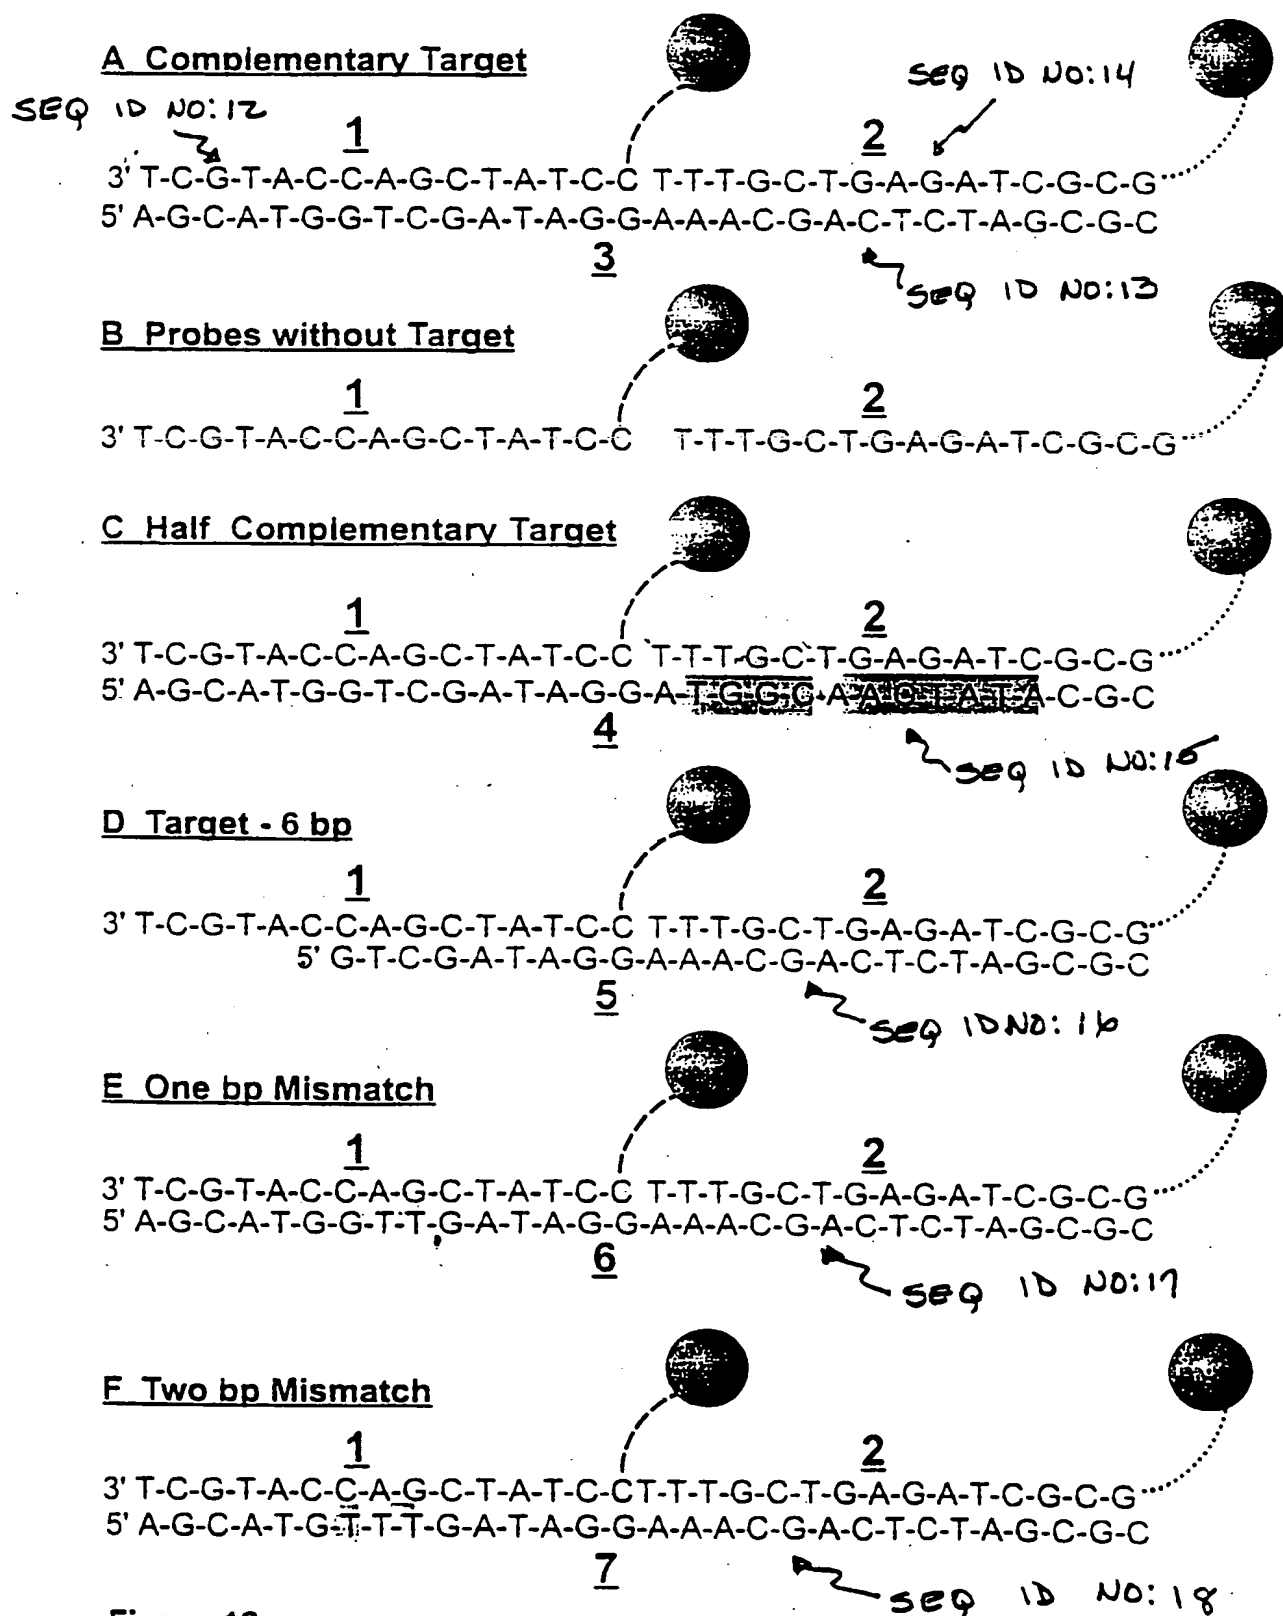 A Complementary Target
SEQ ID NO:12
SEQ ID NO:14
1
2
3' T-C-G-T-A-C-C-A-G-C-T-A-T-C-C T-T-T-G-C-T-G-A-G-A-T-C-G-C-G
5' A-G-C-A-T-G-G-T-C-G-A-T-A-G-G-A-A-A-C-G-A-C-T-C-T-A-G-C-G-C
3
SEQ ID NO:13
B Probes without Target
1
2
3' T-C-G-T-A-C-C-A-G-C-T-A-T-C-C T-T-T-G-C-T-G-A-G-A-T-C-G-C-G
C Half Complementary Target
1
2
3' T-C-G-T-A-C-C-A-G-C-T-A-T-C-C T-T-T-G-C-T-G-A-G-A-T-C-G-C-G
5' A-G-C-A-T-G-G-T-C-G-A-T-A-G-G-A-T-G-G-C-A-A-C-T-A-T-A-C-G-C
4
SEQ ID NO:15
D Target - 6 bp
1
2
3' T-C-G-T-A-C-C-A-G-C-T-A-T-C-C T-T-T-G-C-T-G-A-G-A-T-C-G-C-G
5' G-T-C-G-A-T-A-G-G-A-A-A-C-G-A-C-T-C-T-A-G-C-G-C
5
SEQ ID NO:16
E One bp Mismatch
1
2
3' T-C-G-T-A-C-C-A-G-C-T-A-T-C-C T-T-T-G-C-T-G-A-G-A-T-C-G-C-G
5' A-G-C-A-T-G-G-T-T-G-A-T-A-G-G-A-A-A-C-G-A-C-T-C-T-A-G-C-G-C
6
SEQ ID NO:17
F Two bp Mismatch
1
2
3' T-C-G-T-A-C-C-A-G-C-T-A-T-C-C-T-T-T-G-C-T-G-A-G-A-T-C-G-C-G
5' A-G-C-A-T-G-T-T-T-G-A-T-A-G-G-A-A-A-C-G-A-C-T-C-T-A-G-C-G-C
7
SEQ ID NO:18